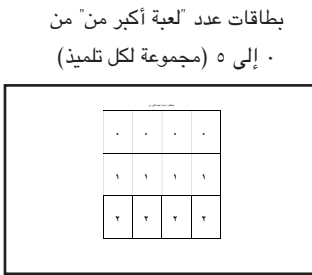 بطاقات عدد "لعبة أكبر من" من
٠ إلى ٥ (مجموعة لكل تلميذ)
٠ ٠ ٠ ٠
١ ١ ١ ١
٢ ٢ ٢ ٢